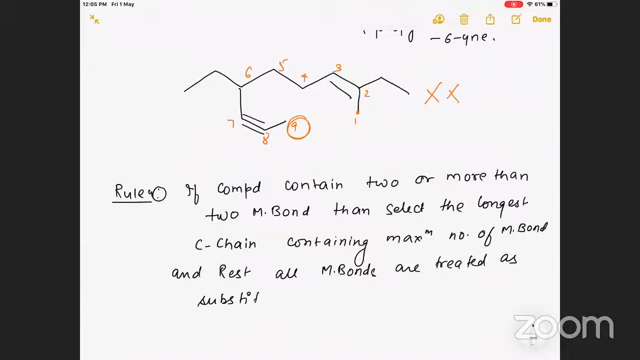 12:05 PM Fri 1 May
61%
Done
-6-yne.
6
5
4
3
2
1
7
8
9
XX
Rule
If Compd contain two or more than
two M.Bond than select the longest
C-Chain containing maxᵐ no. of M.Bond
and Rest all M.Bonds are treated as
substit
zoom